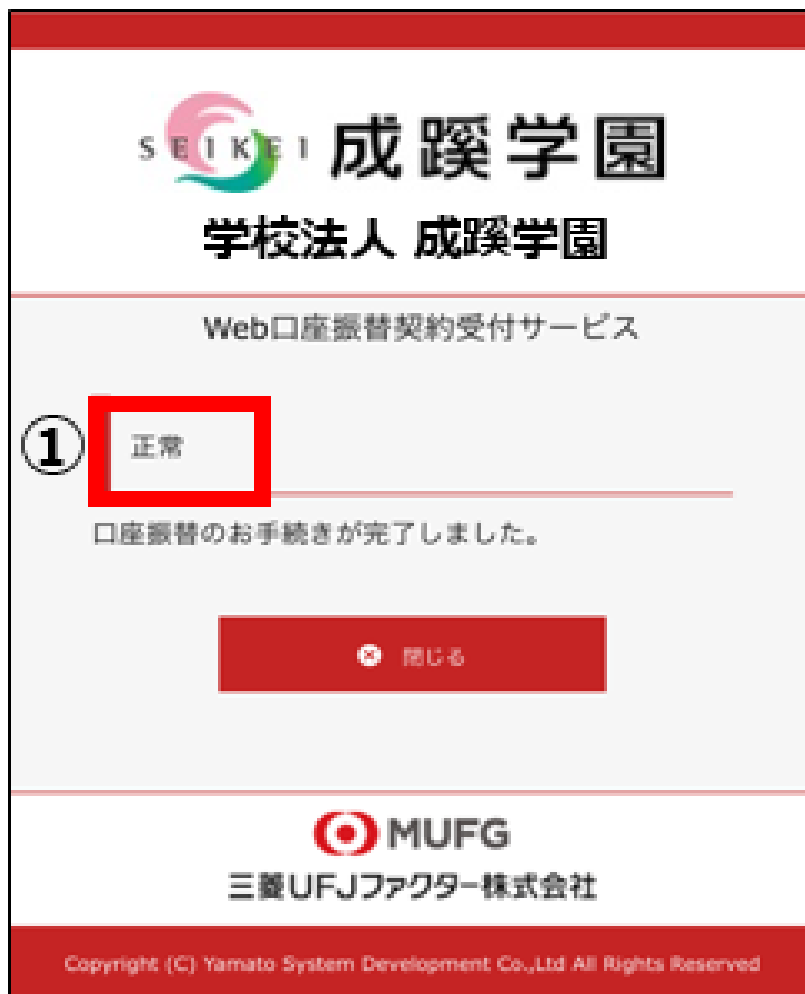 SEIKEI 成蹊学園
学校法人 成蹊学園
Web口座振替契約受付サービス
① 正常
口座振替のお手続きが完了しました。
閉じる
MUFG
三菱UFJファクター株式会社
Copyright (C) Yamato System Development Co.,Ltd All Rights Reserved